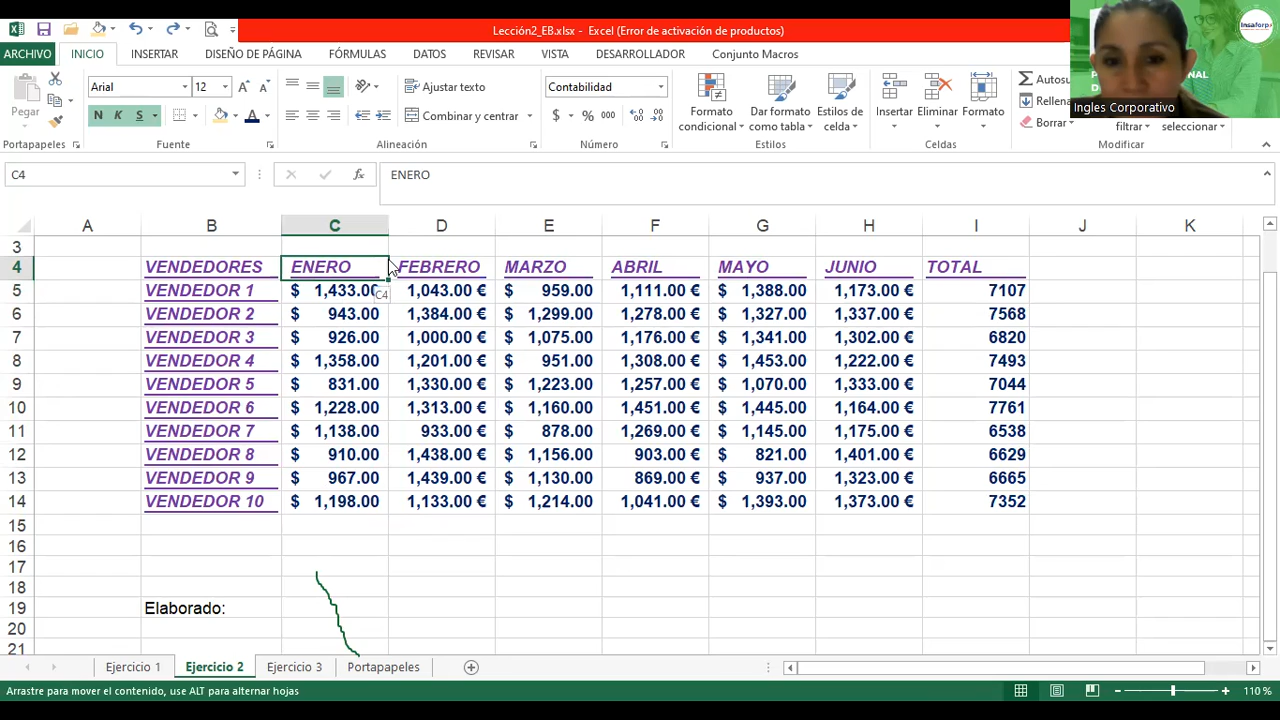 Lección2_EB.xlsx - Excel (Error de activación de productos)
ARCHIVO INICIO INSERTAR DISEÑO DE PÁGINA FÓRMULAS DATOS REVISAR VISTA DESARROLLADOR Conjunto Macros
Insaforp
Ingles Corporativo
Pegar
Arial 12
N K S
Ajustar texto
Combinar y centrar
Contabilidad
$ % 000
Formato condicional
Dar formato como tabla
Estilos de celda
Insertar
Eliminar
Formato
Autosu
Rellena
Borrar
filtrar
seleccionar
Portapapeles Fuente Alineación Número Estilos Celdas Modificar
C4 fx ENERO
A B C D E F G H I J K
3
4 VENDEDORES ENERO FEBRERO MARZO ABRIL MAYO JUNIO TOTAL
5 VENDEDOR 1 $ 1,433.00 1,043.00 € $ 959.00 1,111.00 € $ 1,388.00 1,173.00 € 7107
C4
6 VENDEDOR 2 $ 943.00 1,384.00 € $ 1,299.00 1,278.00 € $ 1,327.00 1,337.00 € 7568
7 VENDEDOR 3 $ 926.00 1,000.00 € $ 1,075.00 1,176.00 € $ 1,341.00 1,302.00 € 6820
8 VENDEDOR 4 $ 1,358.00 1,201.00 € $ 951.00 1,308.00 € $ 1,453.00 1,222.00 € 7493
9 VENDEDOR 5 $ 831.00 1,330.00 € $ 1,223.00 1,257.00 € $ 1,070.00 1,333.00 € 7044
10 VENDEDOR 6 $ 1,228.00 1,313.00 € $ 1,160.00 1,451.00 € $ 1,445.00 1,164.00 € 7761
11 VENDEDOR 7 $ 1,138.00 933.00 € $ 878.00 1,269.00 € $ 1,145.00 1,175.00 € 6538
12 VENDEDOR 8 $ 910.00 1,438.00 € $ 1,156.00 903.00 € $ 821.00 1,401.00 € 6629
13 VENDEDOR 9 $ 967.00 1,439.00 € $ 1,130.00 869.00 € $ 937.00 1,323.00 € 6665
14 VENDEDOR 10 $ 1,198.00 1,133.00 € $ 1,214.00 1,041.00 € $ 1,393.00 1,373.00 € 7352
15
16
17
18
19 Elaborado:
20
21
Ejercicio 1 Ejercicio 2 Ejercicio 3 Portapapeles
Arrastre para mover el contenido, use ALT para alternar hojas
110 %